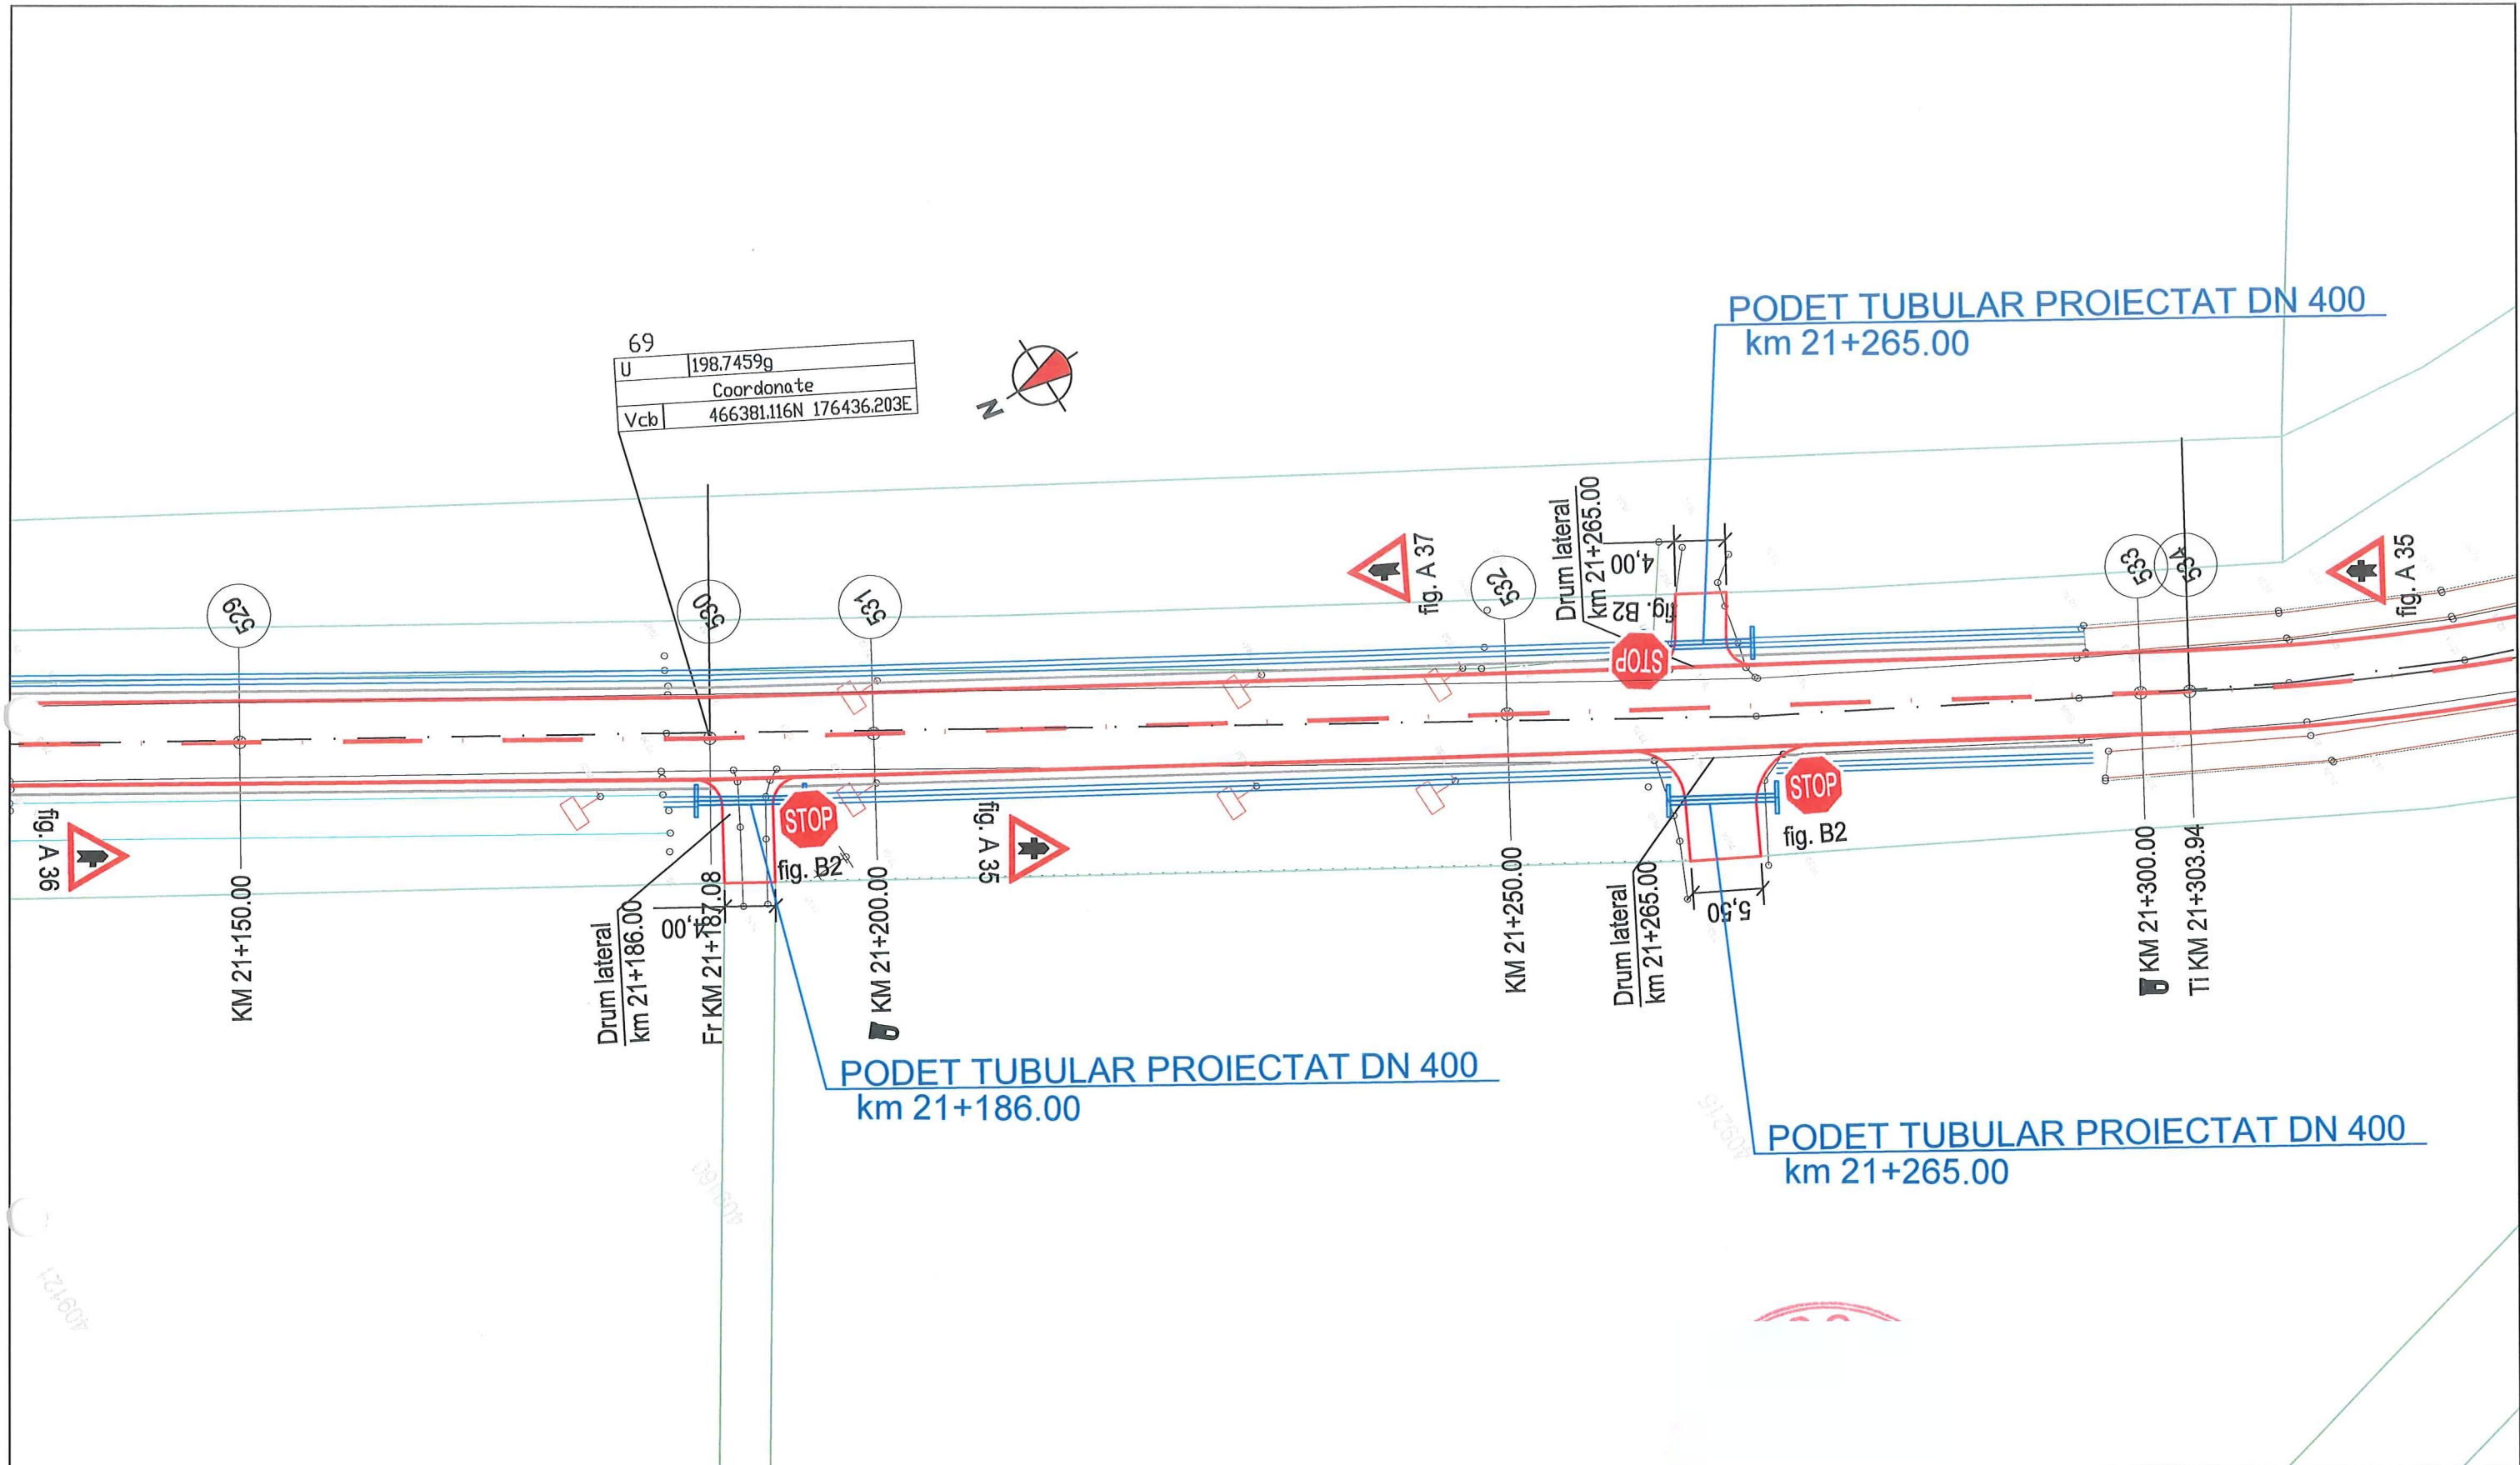 PODET TUBULAR PROIECTAT DN 400
km 21+265.00
69
U 198.7459g
Coordonate
Vcb 466381.116N 176436.203E
N
529
530
531
fig. A 37
532
Drum lateral
km 21+265.00
4,00
fig. B2
STOP
533
534
fig. A 35
fig. A 36
KM 21+150.00
Drum lateral
km 21+186.00
4,00
Fr KM 21+187.08
STOP
fig. B2
KM 21+200.00
fig. A 35
KM 21+250.00
Drum lateral
km 21+265.00
5,50
STOP
fig. B2
KM 21+300.00
Ti KM 21+303.94
PODET TUBULAR PROIECTAT DN 400
km 21+186.00
PODET TUBULAR PROIECTAT DN 400
km 21+265.00
409215
409160
409121